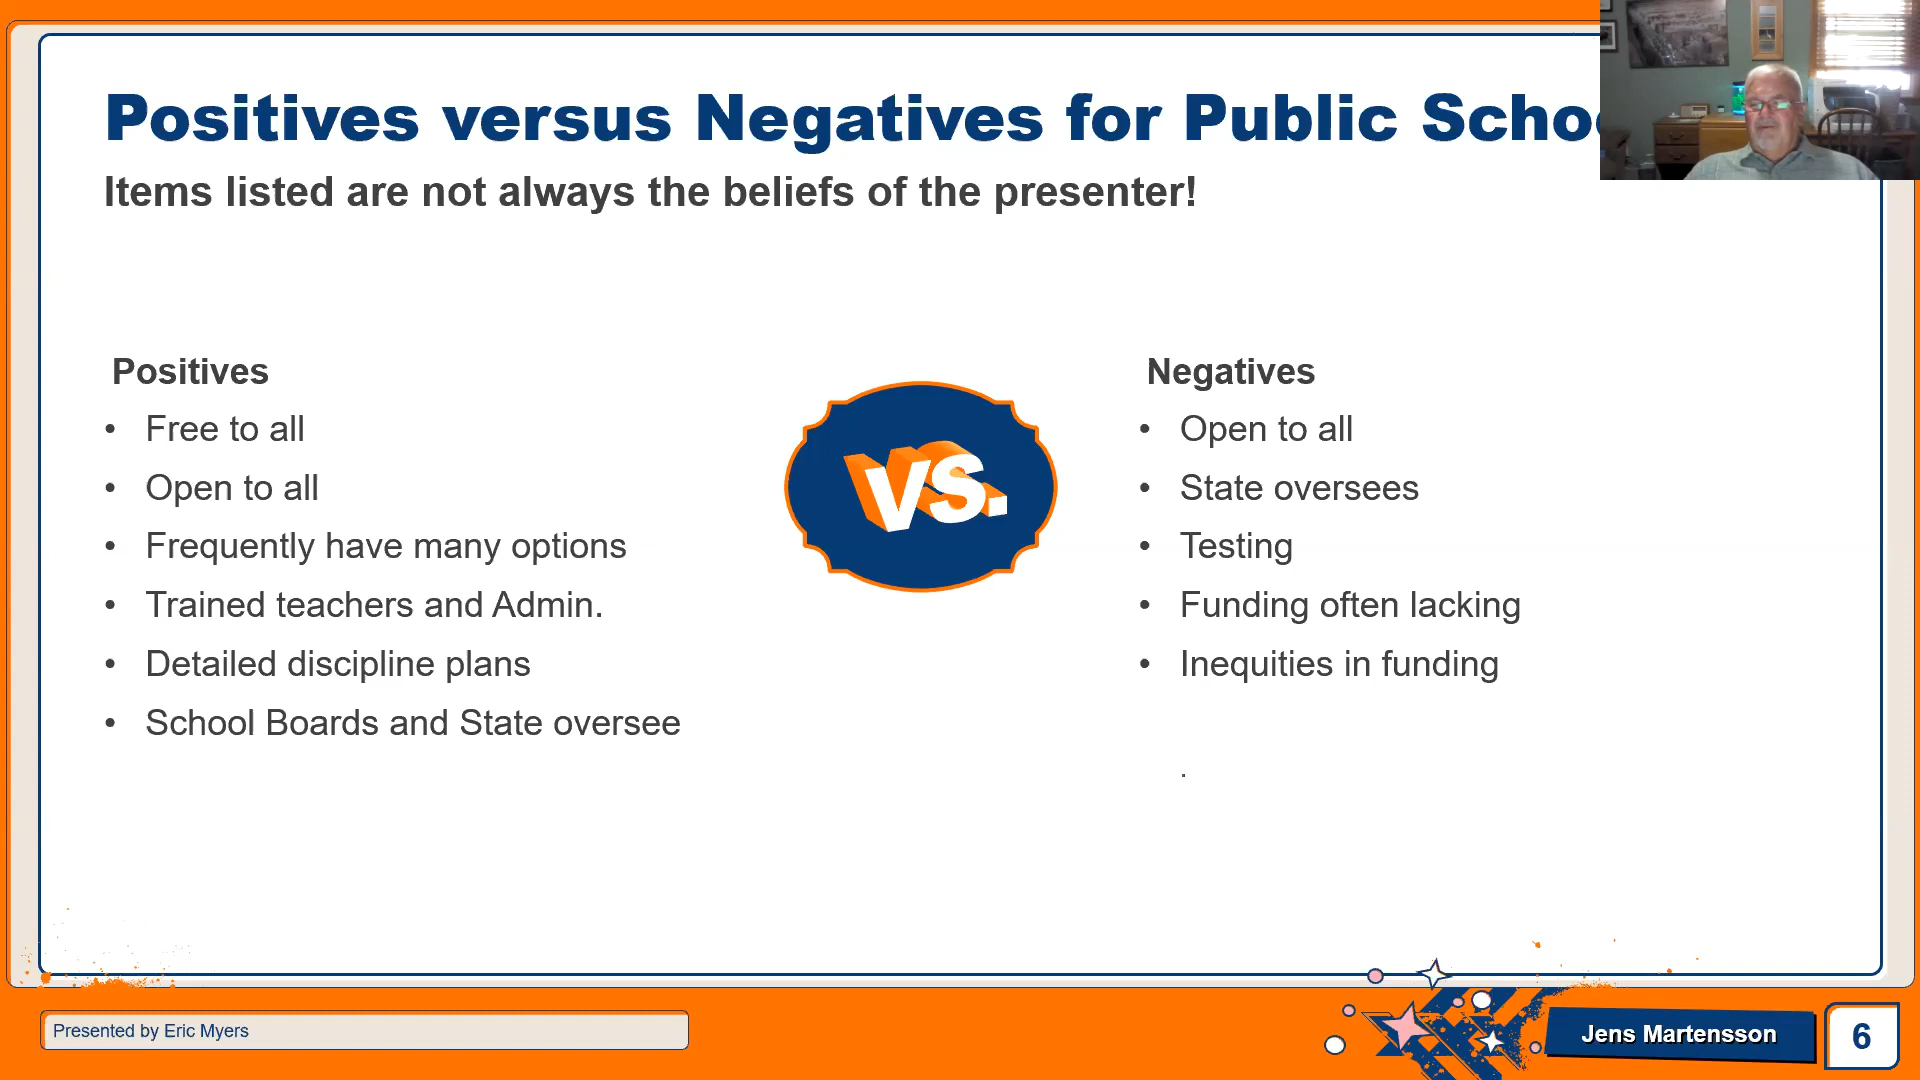 Positives versus Negatives for Public Scho
Items listed are not always the beliefs of the presenter!
Positives
• Free to all
• Open to all
• Frequently have many options
• Trained teachers and Admin.
• Detailed discipline plans
• School Boards and State oversee
vs.
Negatives
• Open to all
• State oversees
• Testing
• Funding often lacking
• Inequities in funding
.
Presented by Eric Myers
Jens Martensson
6